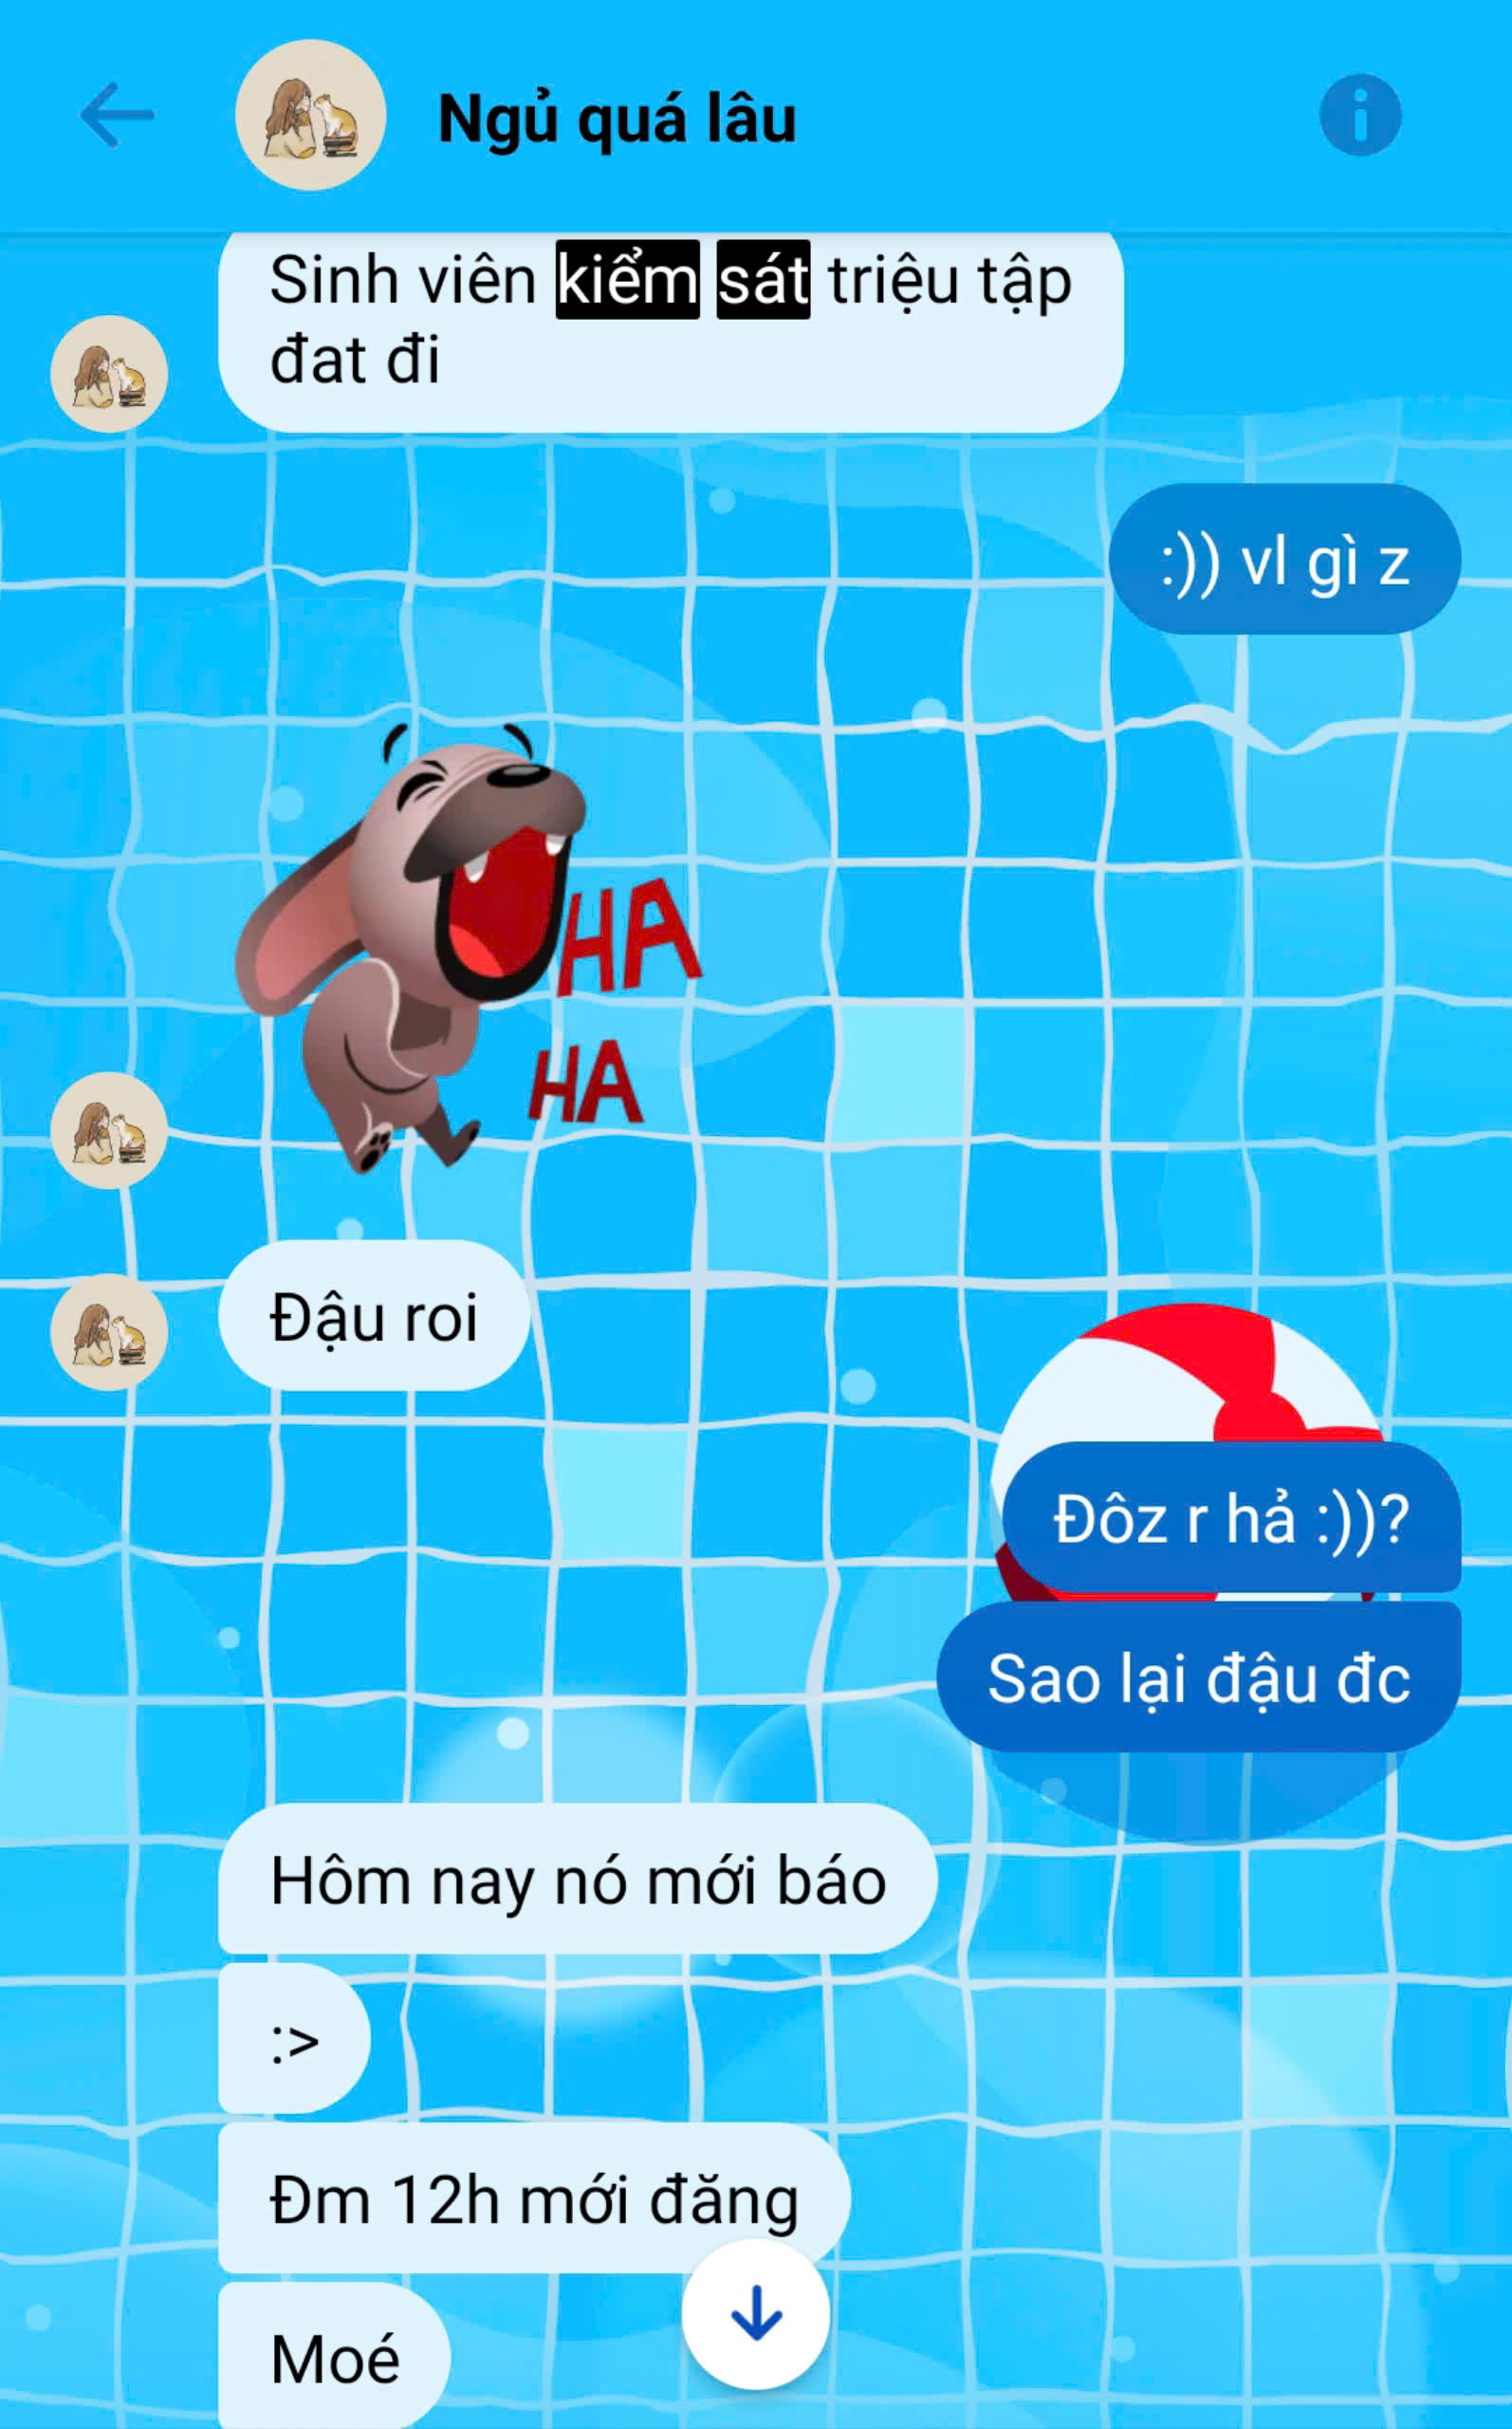 Ngủ quá lâu
Sinh viên kiểm sát triệu tập
đat đi
:)) vl gì z
HA
HA
Đậu roi
Đôz r hả :))?
Sao lại đậu đc
Hôm nay nó mới báo
:>
Đm 12h mới đăng
Moé